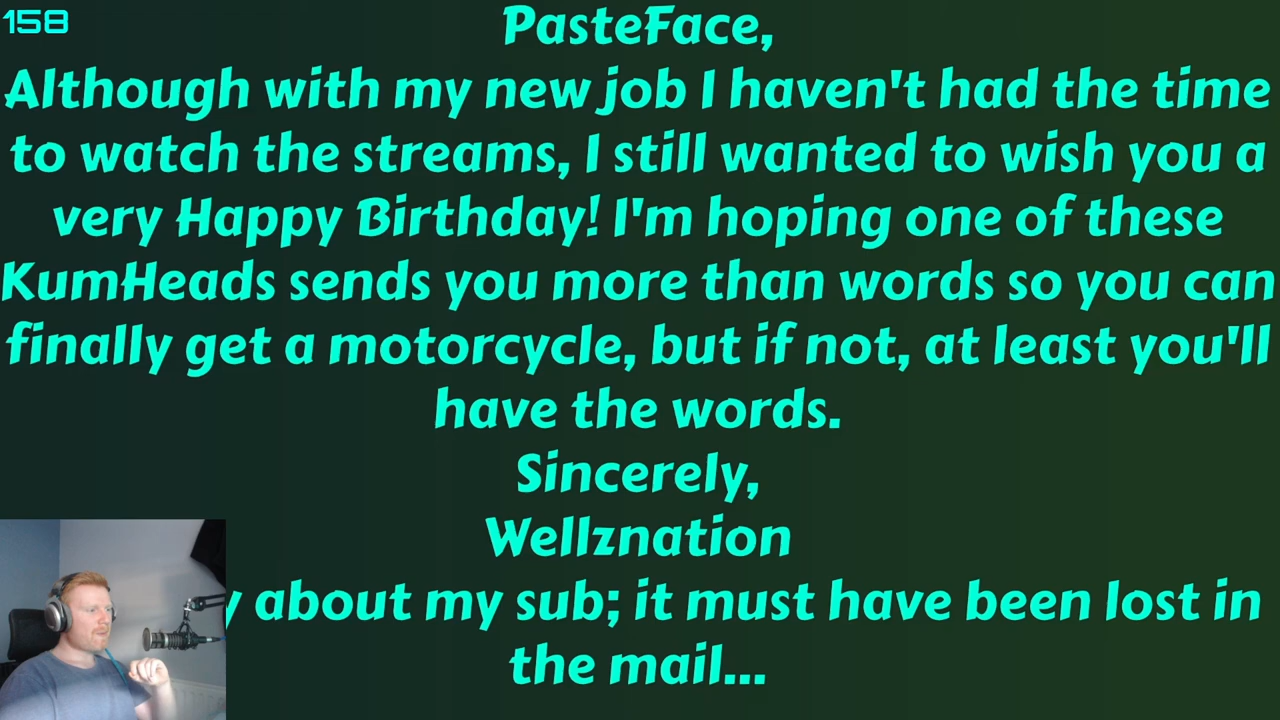 158
PasteFace,
Although with my new job I haven't had the time
to watch the streams, I still wanted to wish you a
very Happy Birthday! I'm hoping one of these
KumHeads sends you more than words so you can
finally get a motorcycle, but if not, at least you'll
have the words.
Sincerely,
Wellznation
about my sub; it must have been lost in
the mail...